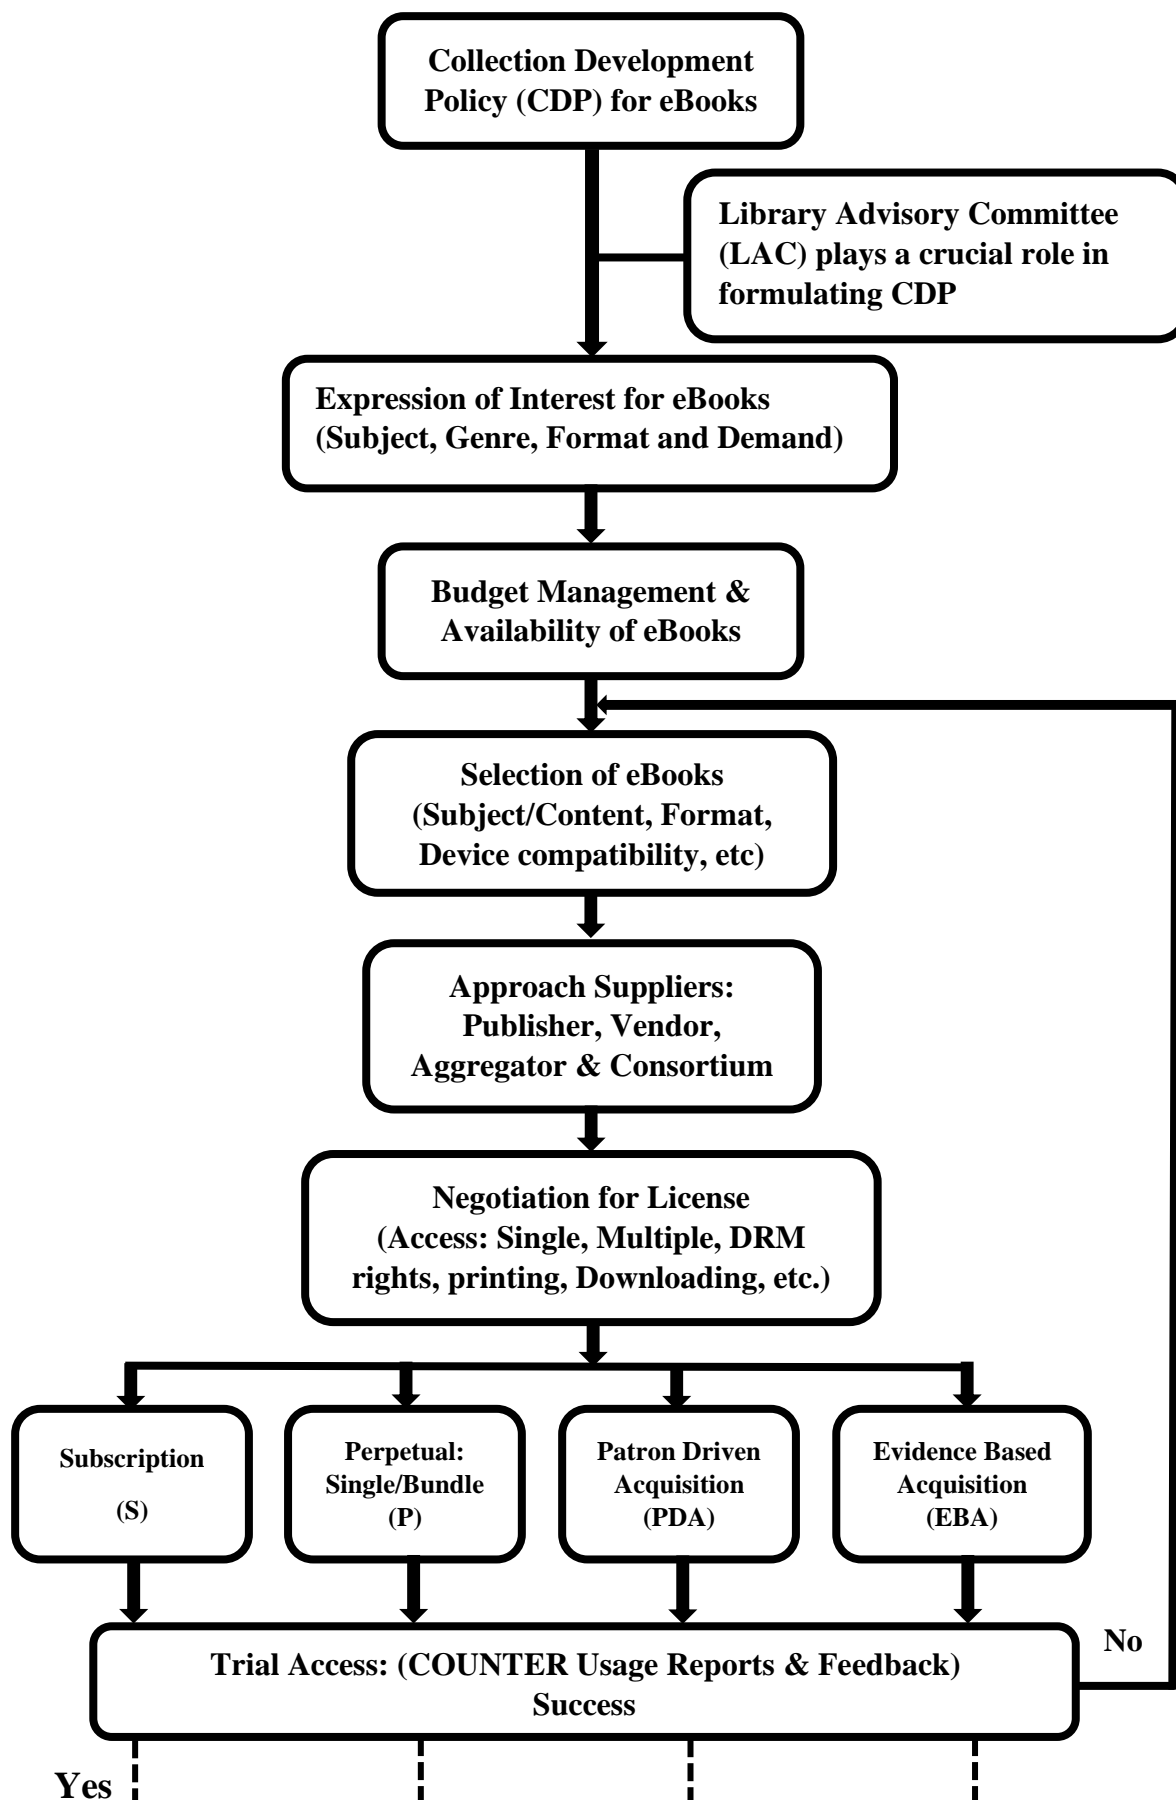 Collection Development
Policy (CDP) for eBooks
Library Advisory Committee
(LAC) plays a crucial role in
formulating CDP
Expression of Interest for eBooks
(Subject, Genre, Format and Demand)
Budget Management &
Availability of eBooks
Selection of eBooks
(Subject/Content, Format,
Device compatibility, etc)
Approach Suppliers:
Publisher, Vendor,
Aggregator & Consortium
Negotiation for License
(Access: Single, Multiple, DRM
rights, printing, Downloading, etc.)
Subscription
(S)
Perpetual:
Single/Bundle
(P)
Patron Driven
Acquisition
(PDA)
Evidence Based
Acquisition
(EBA)
No
Trial Access: (COUNTER Usage Reports & Feedback)
Success
Yes